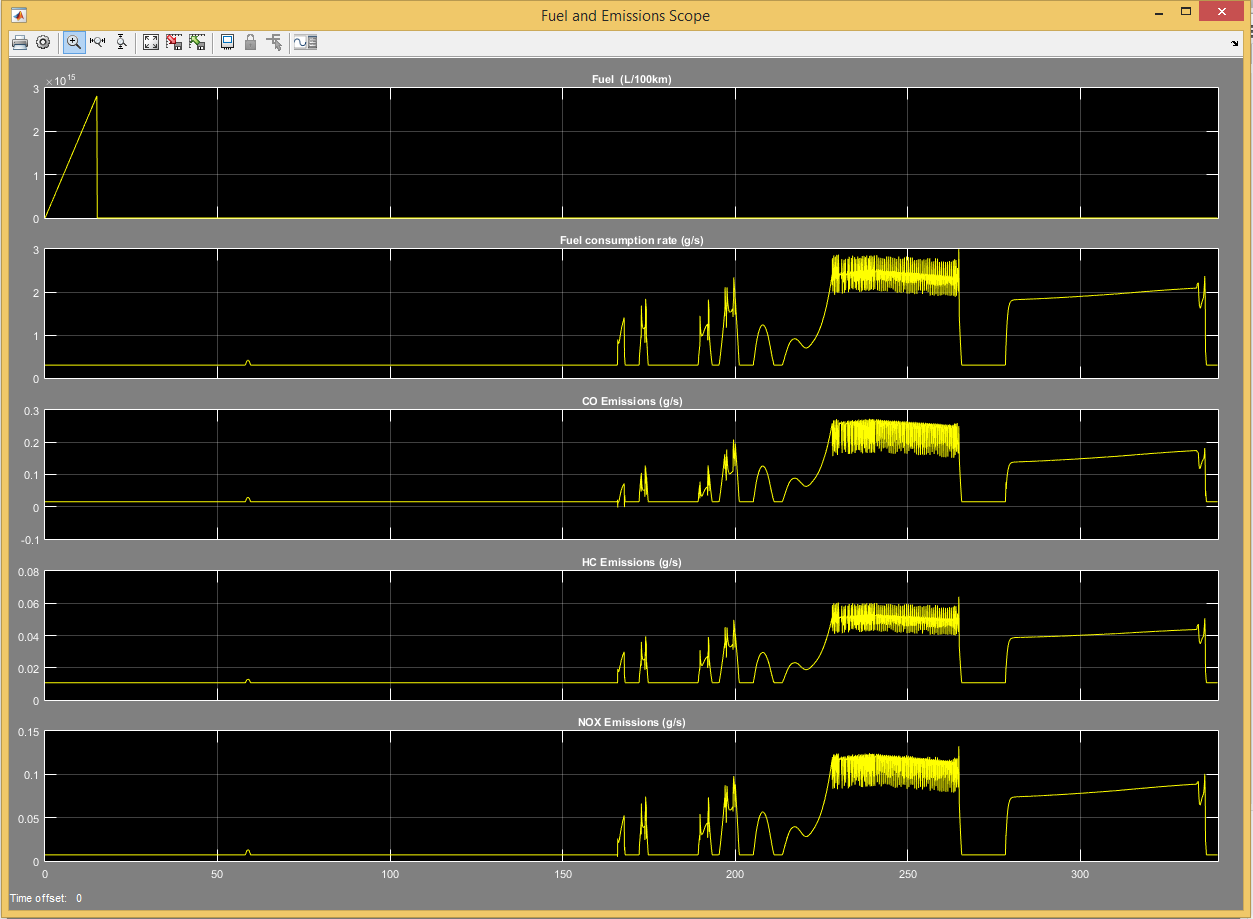 Fuel and Emissions Scope
Fuel (L/100km)
×10^15
3
2
1
0
Fuel consumption rate (g/s)
3
2
1
0
CO Emissions (g/s)
0.3
0.2
0.1
0
-0.1
HC Emissions (g/s)
0.08
0.06
0.04
0.02
0
NOX Emissions (g/s)
0.15
0.1
0.05
0
0 50 100 150 200 250 300
Time offset: 0